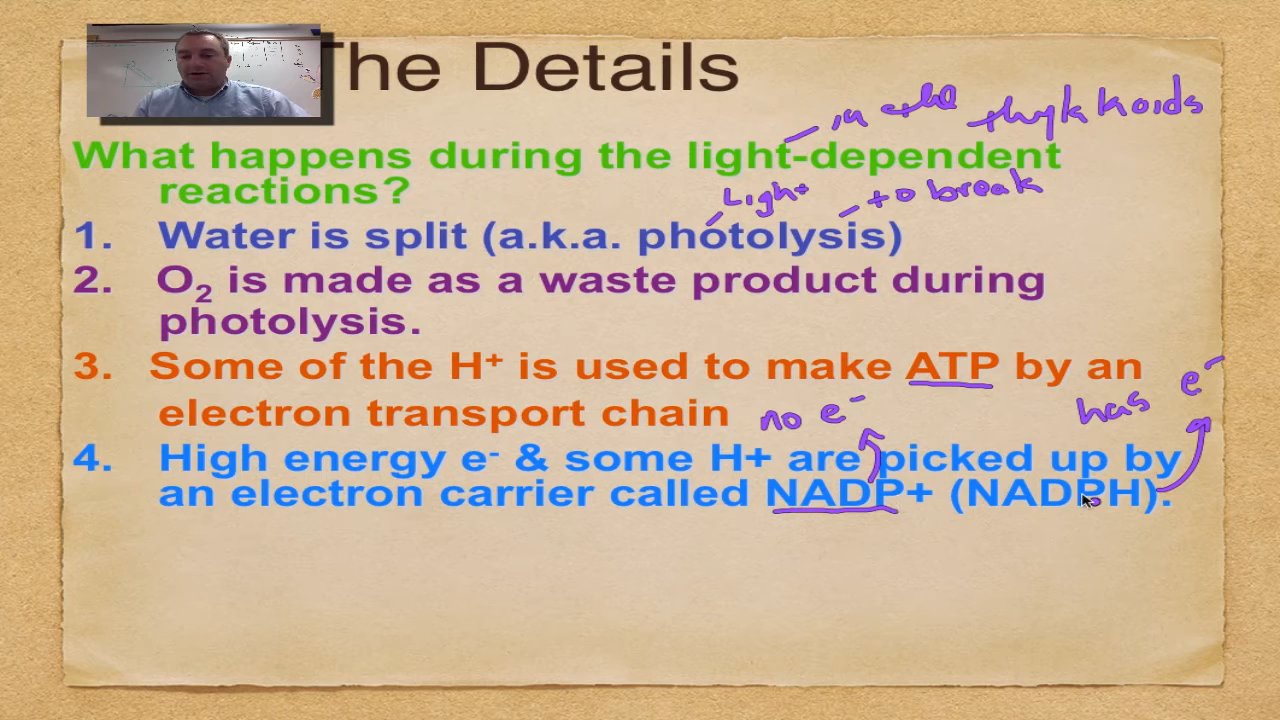 The Details
in the thykkoids
What happens during the light-dependent
reactions?
Light
to break
1. Water is split (a.k.a. photolysis)
2. O₂ is made as a waste product during
photolysis.
3. Some of the H⁺ is used to make ATP by an
electron transport chain
no e⁻
has e⁻
4. High energy e⁻ & some H+ are picked up by
an electron carrier called NADP+ (NADPH).